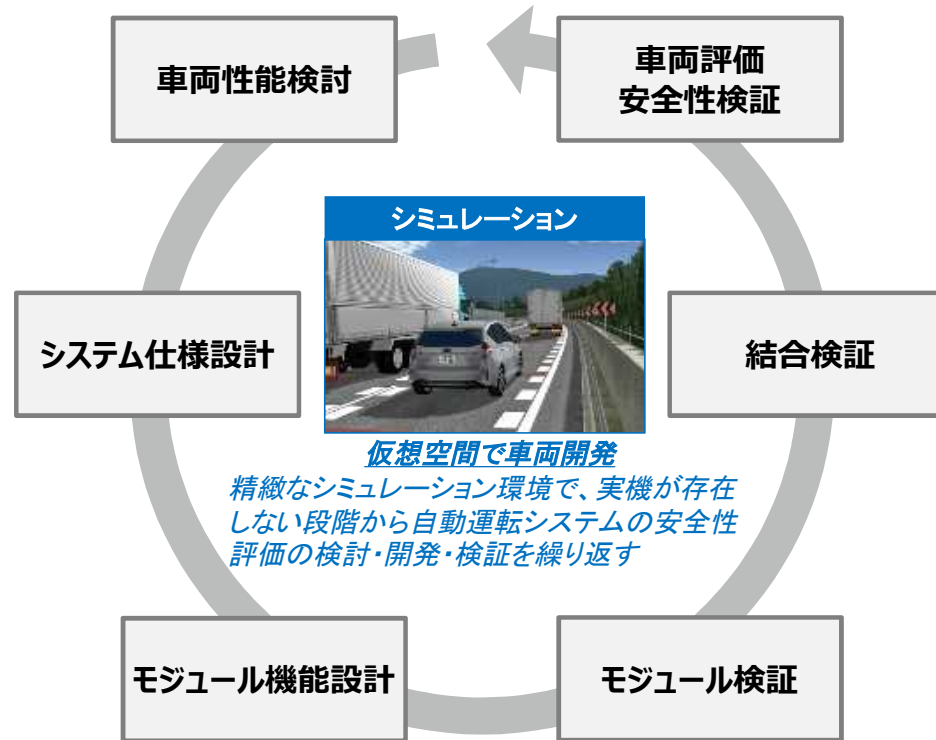 車両性能検討
車両評価
安全性検証
シミュレーション
システム仕様設計
結合検証
仮想空間で車両開発
精緻なシミュレーション環境で、実機が存在
しない段階から自動運転システムの安全性
評価の検討・開発・検証を繰り返す
モジュール機能設計
モジュール検証